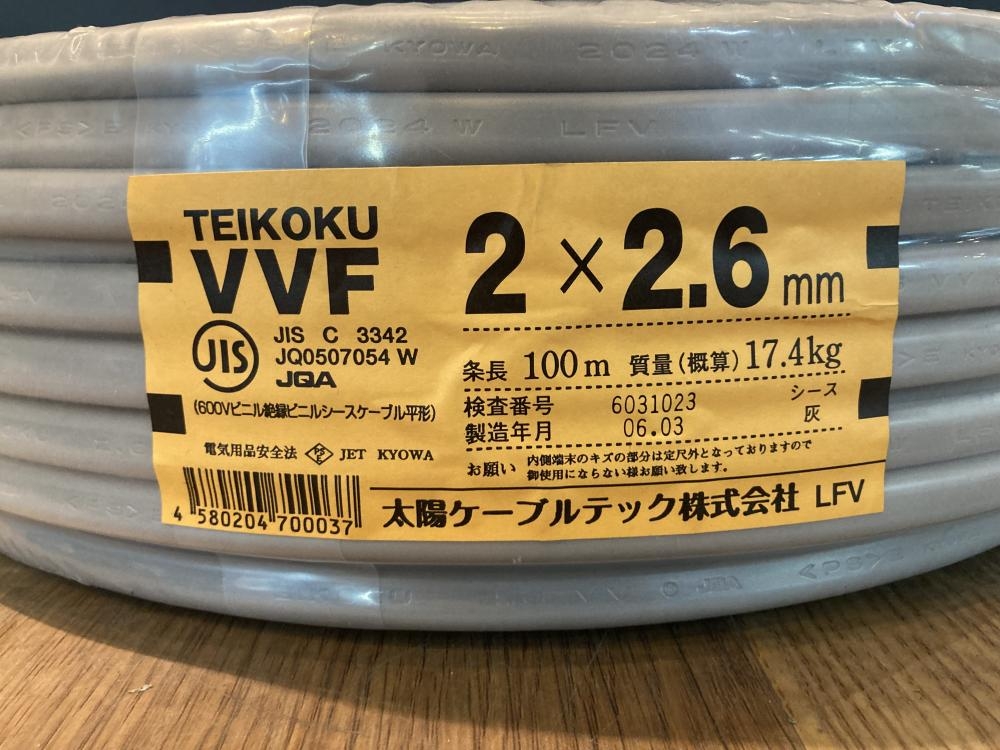 KYOWA 2024 W LFV
<PS>E KYOWA 2024 W LFV
TEIKOKU
VVF
2×2.6mm
JIS
JIS C 3342
JQ0507054 W
JQA
(600Vビニル絶縁ビニルシースケーブル平形)
条長 100m 質量(概算)17.4kg
検査番号 6031023
製造年月 06.03
シース
灰
電気用品安全法 <PS>E JET KYOWA
お願い 内側端末のキズの部分は定尺外となっておりますので
御使用にならない様お願い致します。
4 580204 700037
太陽ケーブルテック株式会社 LFV
JQA <PS>E